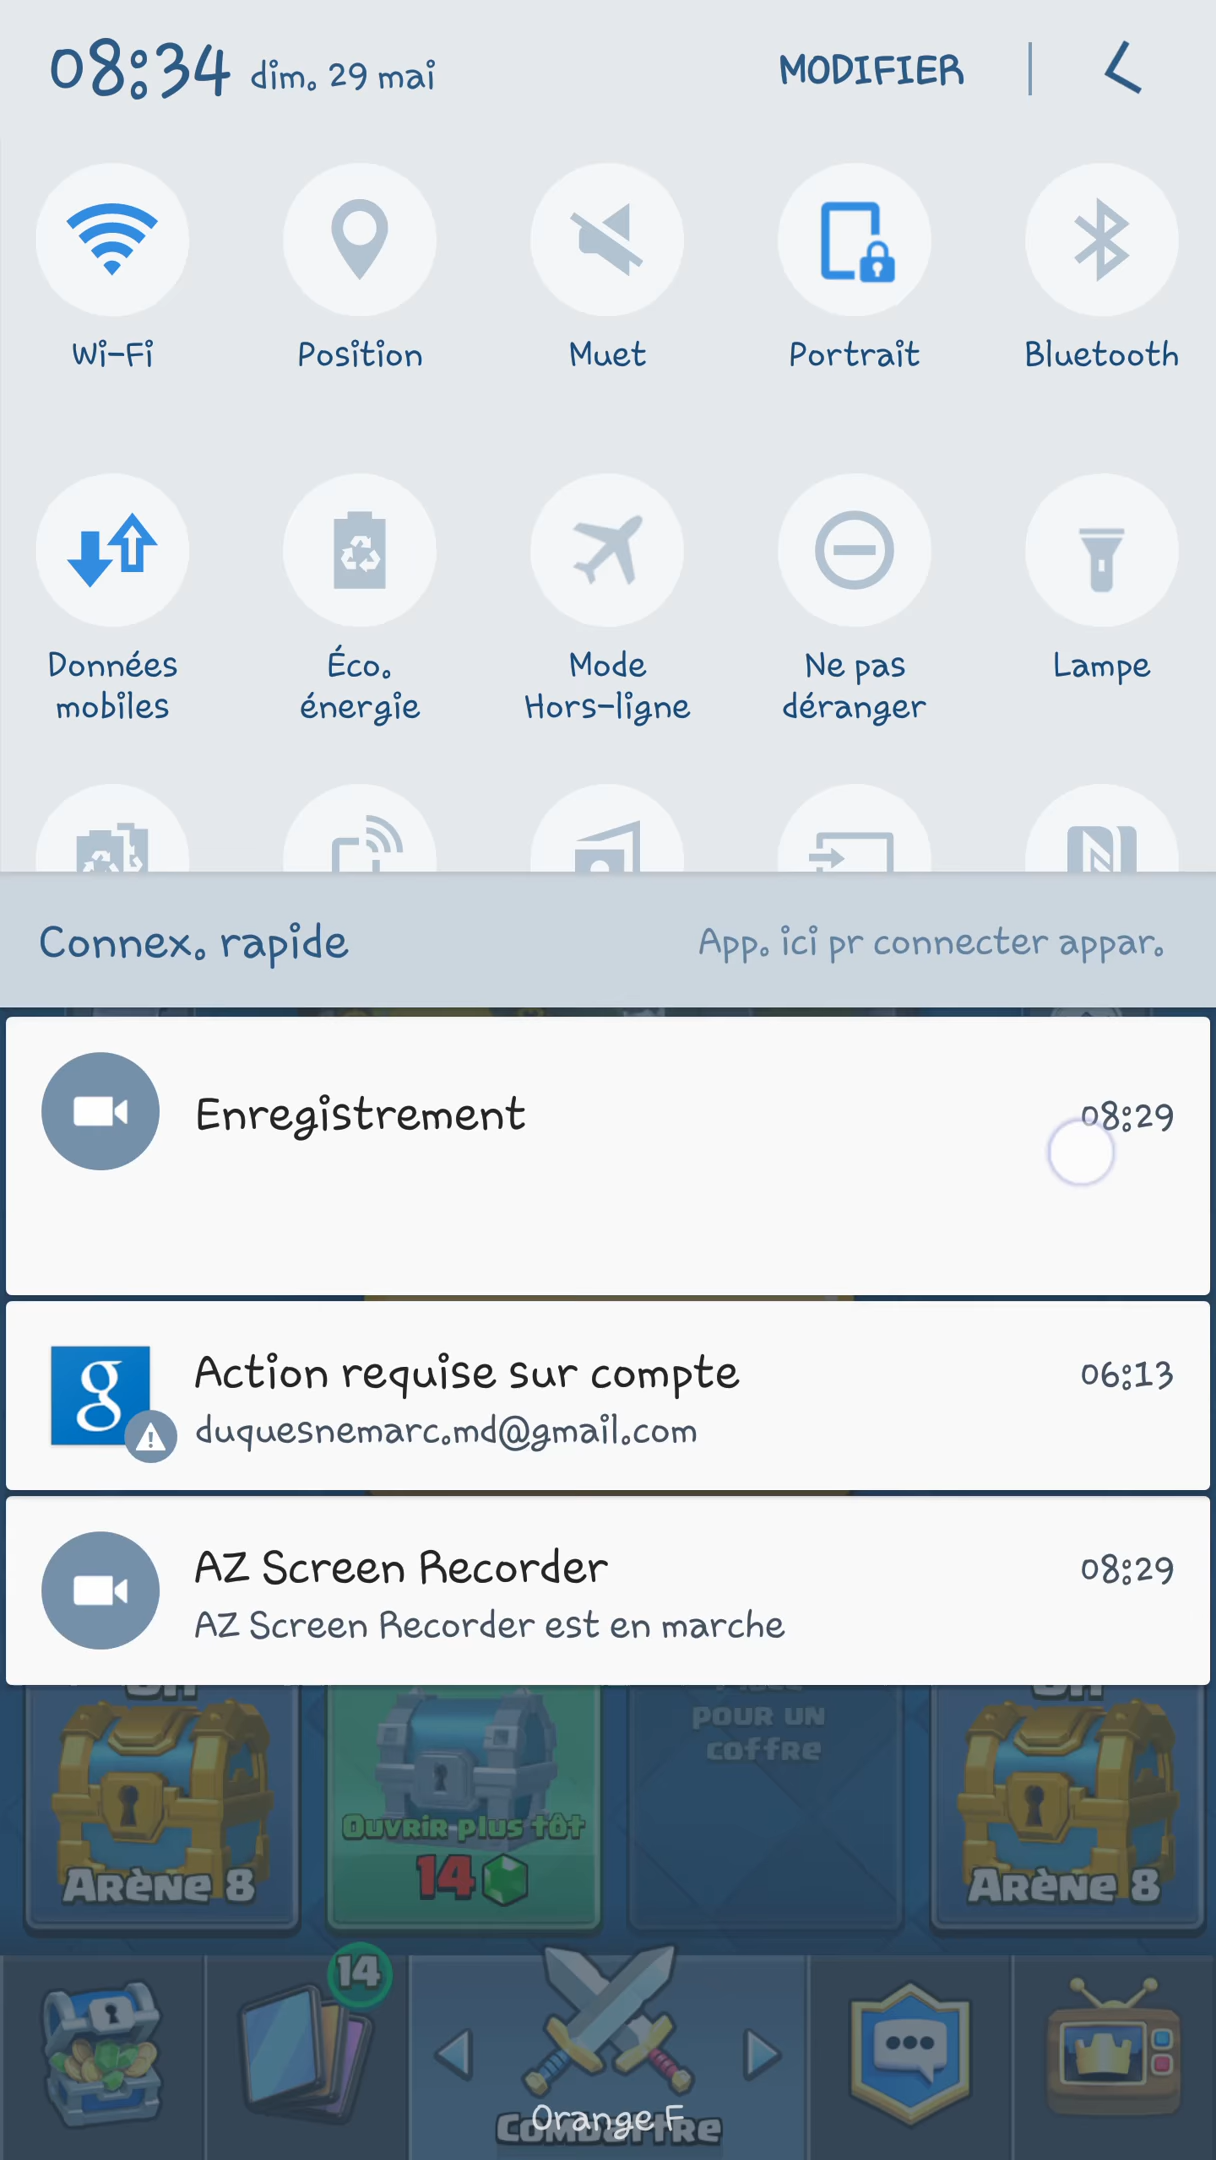 08:34 dim. 29 mai MODIFIER
Wi-Fi Position Muet Portrait Bluetooth
Données mobiles
Éco. énergie
Mode Hors-ligne
Ne pas déranger
Lampe
Connex. rapide App. ici pr connecter appar.
Enregistrement 08:29
Action requise sur compte 06:13
duquesnemarc.md@gmail.com
AZ Screen Recorder 08:29
AZ Screen Recorder est en marche
POUR UN
COFFRE
Ouvrir plus tôt
Arène 8 14 Arène 8
14
Orange F
Combattre